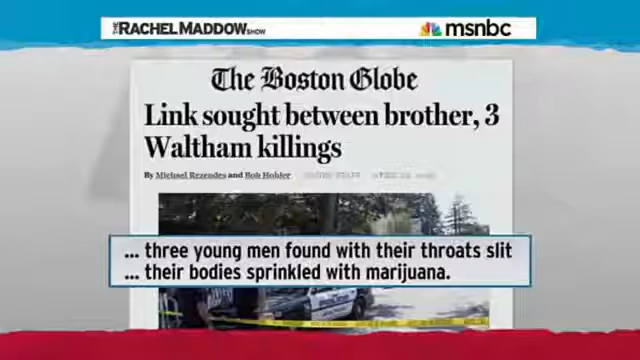 THE RACHEL MADDOW SHOW msnbc
The Boston Globe
Link sought between brother, 3
Waltham killings
By Michael Rezendes and Bob Hohler
... three young men found with their throats slit
... their bodies sprinkled with marijuana.